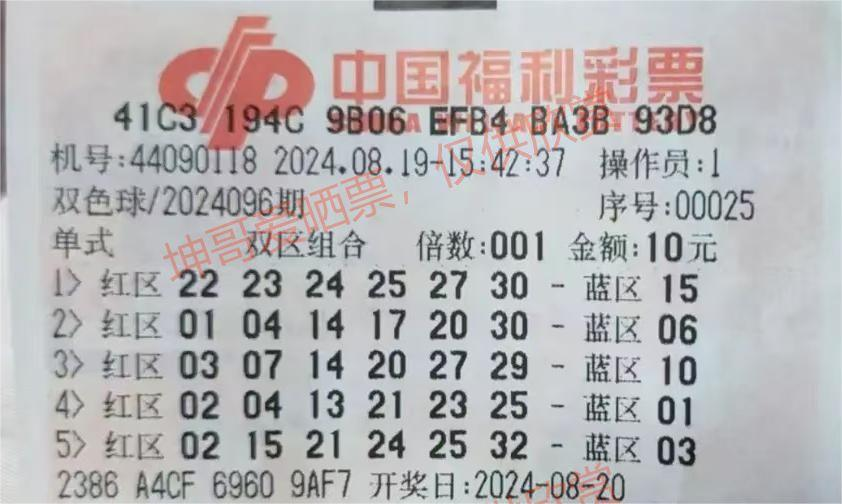 中国福利彩票
41C3 194C 9B06 EFB4 BA3B 93D8
机号:44090118 2024.08.19-15:42:37 操作员:1
双色球/2024096期 序号:00025
单式 双区组合 倍数:001 金额:10元
1> 红区 22 23 24 25 27 30 - 蓝区 15
2> 红区 01 04 14 17 20 30 - 蓝区 06
3> 红区 03 07 14 20 27 29 - 蓝区 10
4> 红区 02 04 13 21 23 25 - 蓝区 01
5> 红区 02 15 21 24 25 32 - 蓝区 03
2386 A4CF 6960 9AF7 开奖日:2024-08-20
坤哥爱晒票，仅供欣赏